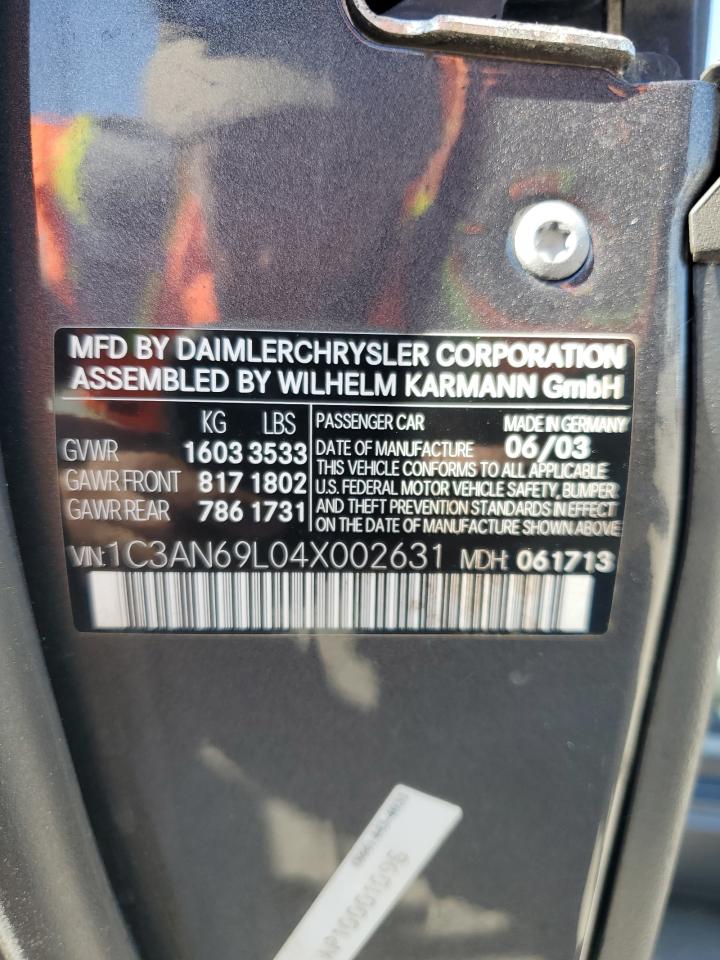 MFD BY DAIMLERCHRYSLER CORPORATION
ASSEMBLED BY WILHELM KARMANN GmbH
KG LBS
GVWR 1603 3533
GAWR FRONT 817 1802
GAWR REAR 786 1731
PASSENGER CAR MADE IN GERMANY
DATE OF MANUFACTURE 06/03
THIS VEHICLE CONFORMS TO ALL APPLICABLE
U.S. FEDERAL MOTOR VEHICLE SAFETY, BUMPER
AND THEFT PREVENTION STANDARDS IN EFFECT
ON THE DATE OF MANUFACTURE SHOWN ABOVE
VIN: 1C3AN69L04X002631 MDH: 061713